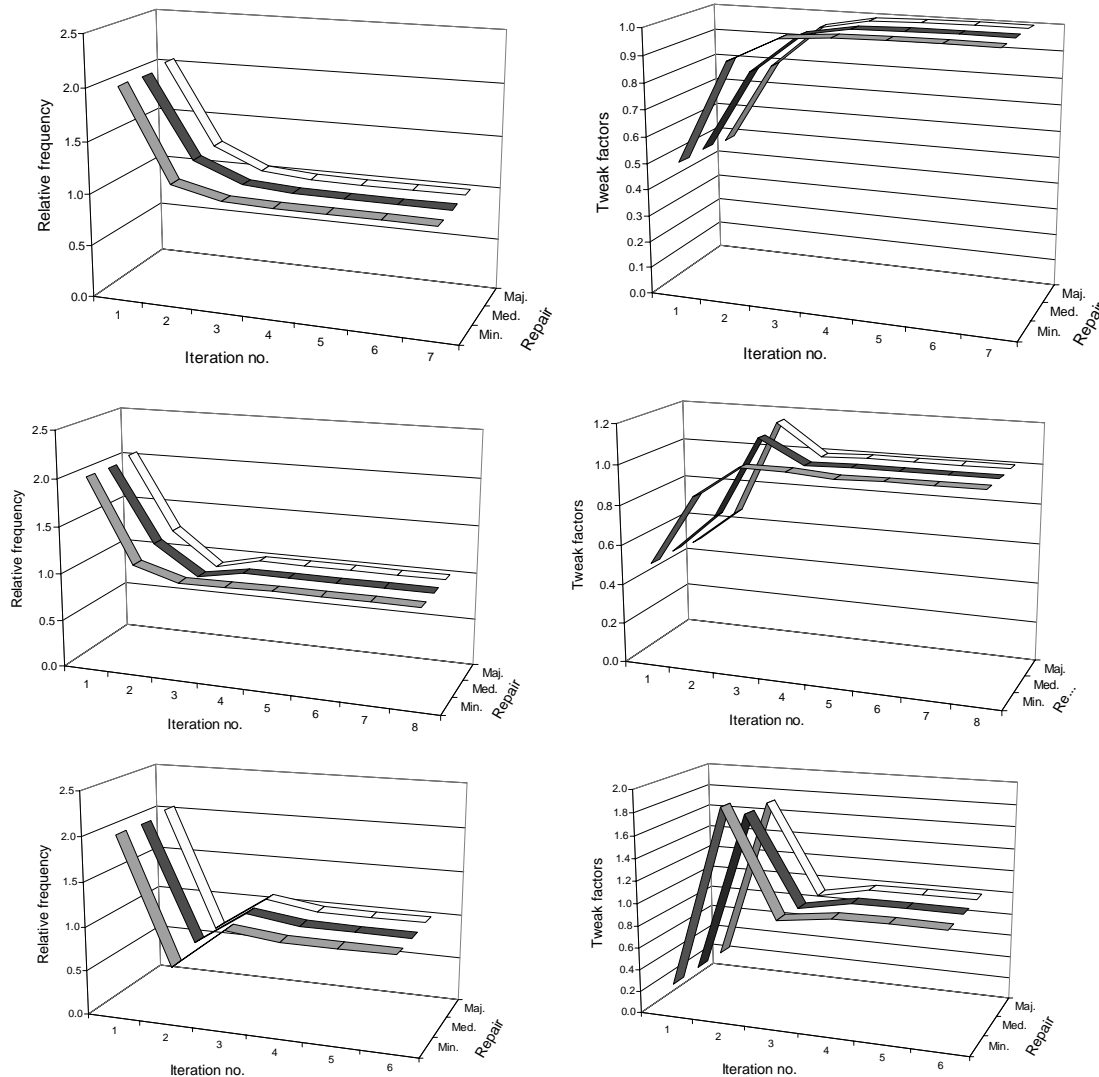 2.5
2.0
1.5
1.0
0.5
0.0
Relative frequency
1 2 3 4 5 6 7
Iteration no.
Maj.
Med.
Min.
Repair
1.0
0.9
0.8
0.7
0.6
0.5
0.4
0.3
0.2
0.1
0.0
Tweak factors
1 2 3 4 5 6 7
Iteration no.
Maj.
Med.
Min.
Repair
2.5
2.0
1.5
1.0
0.5
0.0
Relative frequency
1 2 3 4 5 6 7 8
Iteration no.
Maj.
Med.
Min.
Repair
1.2
1.0
0.8
0.6
0.4
0.2
0.0
Tweak factors
1 2 3 4 5 6 7 8
Iteration no.
Maj.
Med.
Min.
Re...
2.5
2.0
1.5
1.0
0.5
0.0
Relative frequency
1 2 3 4 5 6
Iteration no.
Maj.
Med.
Min.
Repair
2.0
1.8
1.6
1.4
1.2
1.0
0.8
0.6
0.4
0.2
0.0
Tweak factors
1 2 3 4 5 6
Iteration no.
Maj.
Med.
Min.
Repair